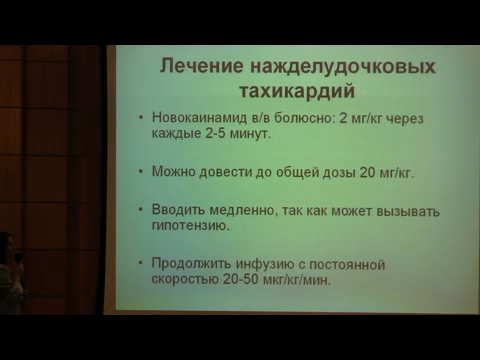 Лечение нажделудочковых
тахикардий
• Новокаинамид в/в болюсно: 2 мг/кг через
каждые 2-5 минут.
• Можно довести до общей дозы 20 мг/кг.
• Вводить медленно, так как может вызывать
гипотензию.
• Продолжить инфузию с постоянной
скоростью 20-50 мкг/кг/мин.